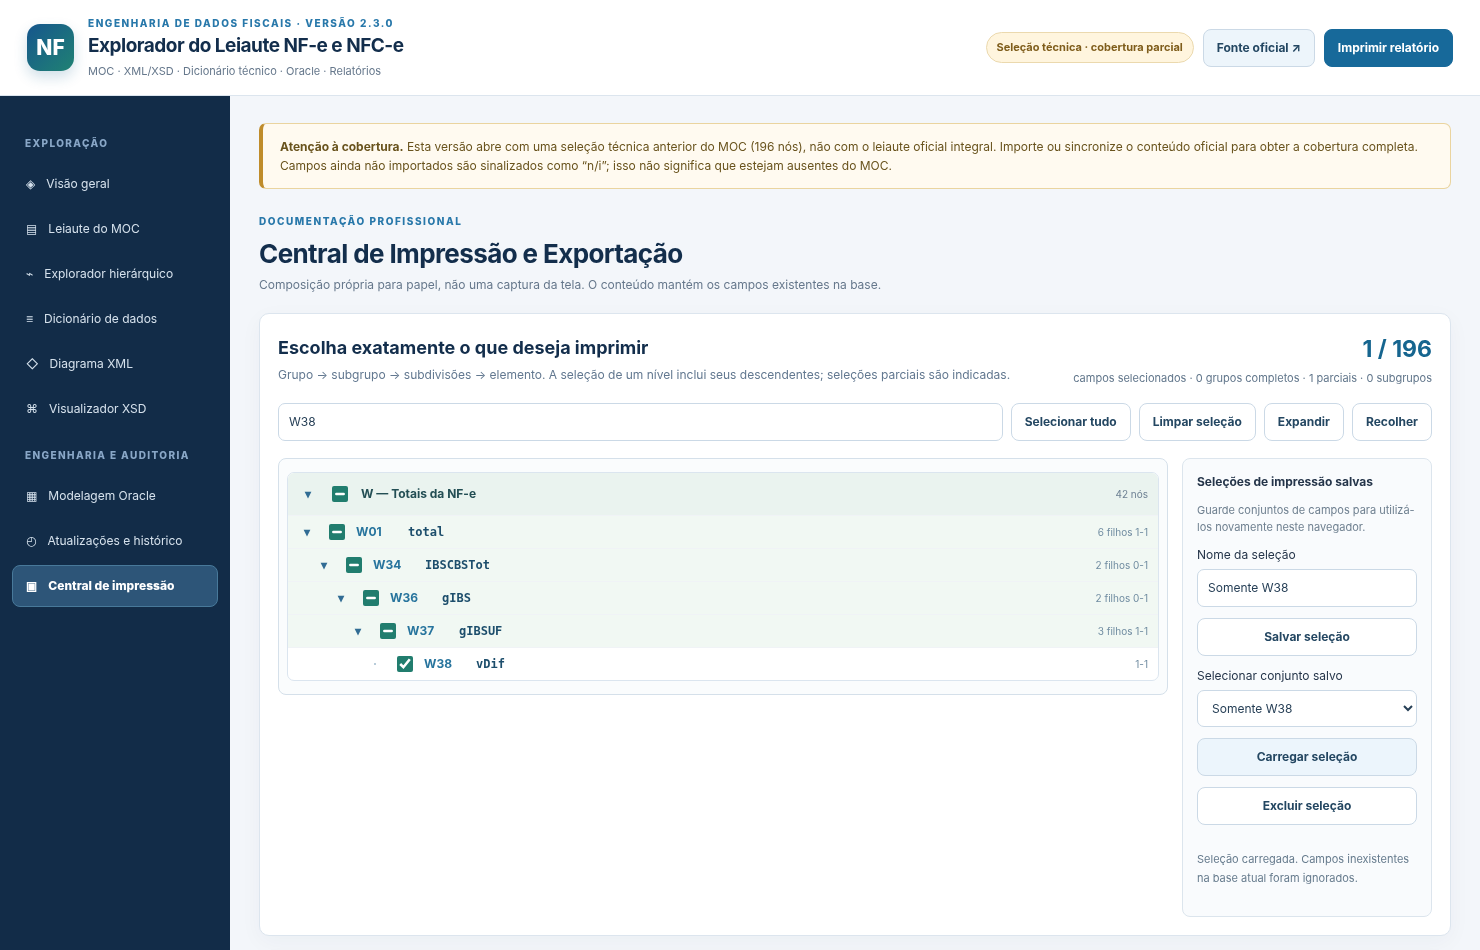 NF
ENGENHARIA DE DADOS FISCAIS · VERSÃO 2.3.0
Explorador do Leiaute NF-e e NFC-e
MOC · XML/XSD · Dicionário técnico · Oracle · Relatórios
Seleção técnica · cobertura parcial
Fonte oficial ↗
Imprimir relatório
EXPLORAÇÃO
◈ Visão geral
▤ Leiaute do MOC
⌁ Explorador hierárquico
≡ Dicionário de dados
◇ Diagrama XML
⌘ Visualizador XSD
ENGENHARIA E AUDITORIA
▦ Modelagem Oracle
◴ Atualizações e histórico
▣ Central de impressão
Atenção à cobertura. Esta versão abre com uma seleção técnica anterior do MOC (196 nós), não com o leiaute oficial integral. Importe ou sincronize o conteúdo oficial para obter a cobertura completa.
Campos ainda não importados são sinalizados como “n/i”; isso não significa que estejam ausentes do MOC.
DOCUMENTAÇÃO PROFISSIONAL
Central de Impressão e Exportação
Composição própria para papel, não uma captura da tela. O conteúdo mantém os campos existentes na base.
Escolha exatamente o que deseja imprimir
Grupo → subgrupo → subdivisões → elemento. A seleção de um nível inclui seus descendentes; seleções parciais são indicadas.
1 / 196
campos selecionados · 0 grupos completos · 1 parciais · 0 subgrupos
W38
Selecionar tudo
Limpar seleção
Expandir
Recolher
▼ W — Totais da NF-e 42 nós
▼ W01 total 6 filhos 1-1
▼ W34 IBSCBSTot 2 filhos 0-1
▼ W36 gIBS 2 filhos 0-1
▼ W37 gIBSUF 3 filhos 1-1
· W38 vDif 1-1
Seleções de impressão salvas
Guarde conjuntos de campos para utilizá-
los novamente neste navegador.
Nome da seleção
Somente W38
Salvar seleção
Selecionar conjunto salvo
Somente W38
Carregar seleção
Excluir seleção
Seleção carregada. Campos inexistentes
na base atual foram ignorados.